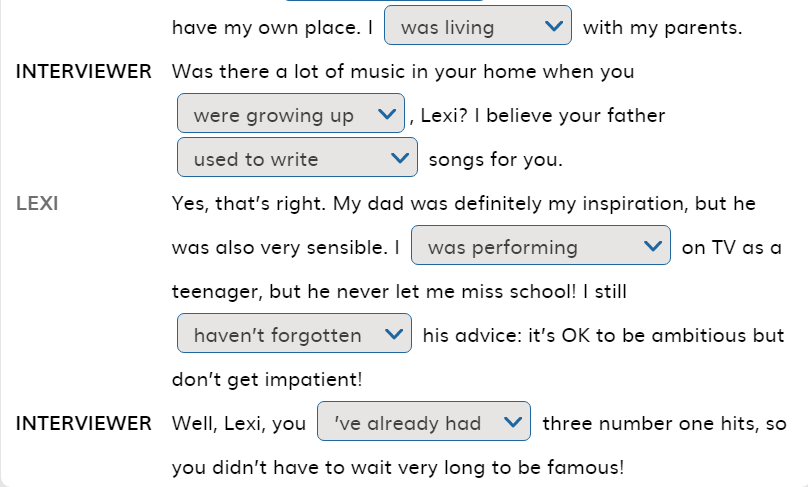 have my own place. I was living with my parents.
INTERVIEWER Was there a lot of music in your home when you
were growing up , Lexi? I believe your father
used to write songs for you.
LEXI Yes, that's right. My dad was definitely my inspiration, but he
was also very sensible. I was performing on TV as a
teenager, but he never let me miss school! I still
haven't forgotten his advice: it's OK to be ambitious but
don't get impatient!
INTERVIEWER Well, Lexi, you 've already had three number one hits, so
you didn't have to wait very long to be famous!